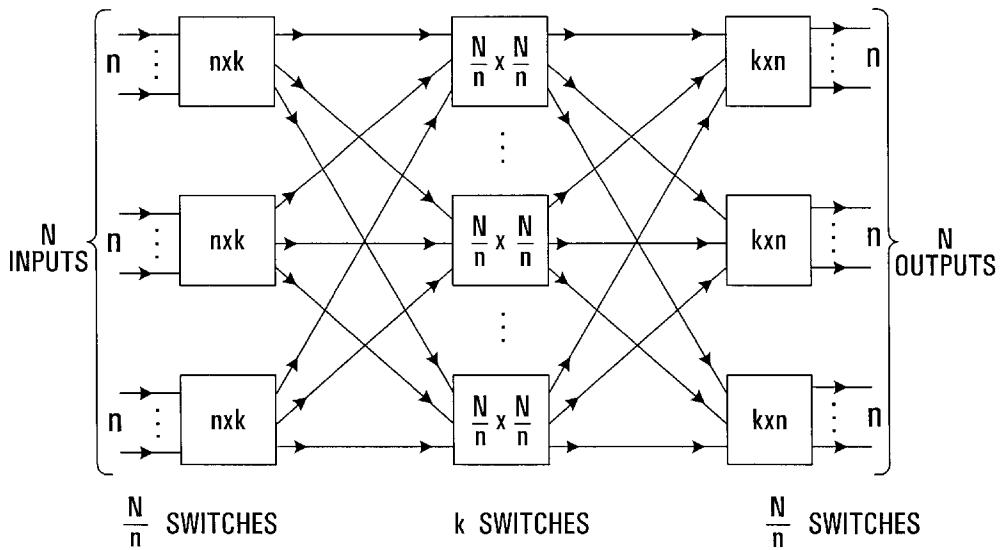 n nxk N/n x N/n kxn n
N INPUTS n nxk N/n x N/n kxn n N OUTPUTS
n nxk N/n x N/n kxn n
N/n SWITCHES k SWITCHES N/n SWITCHES